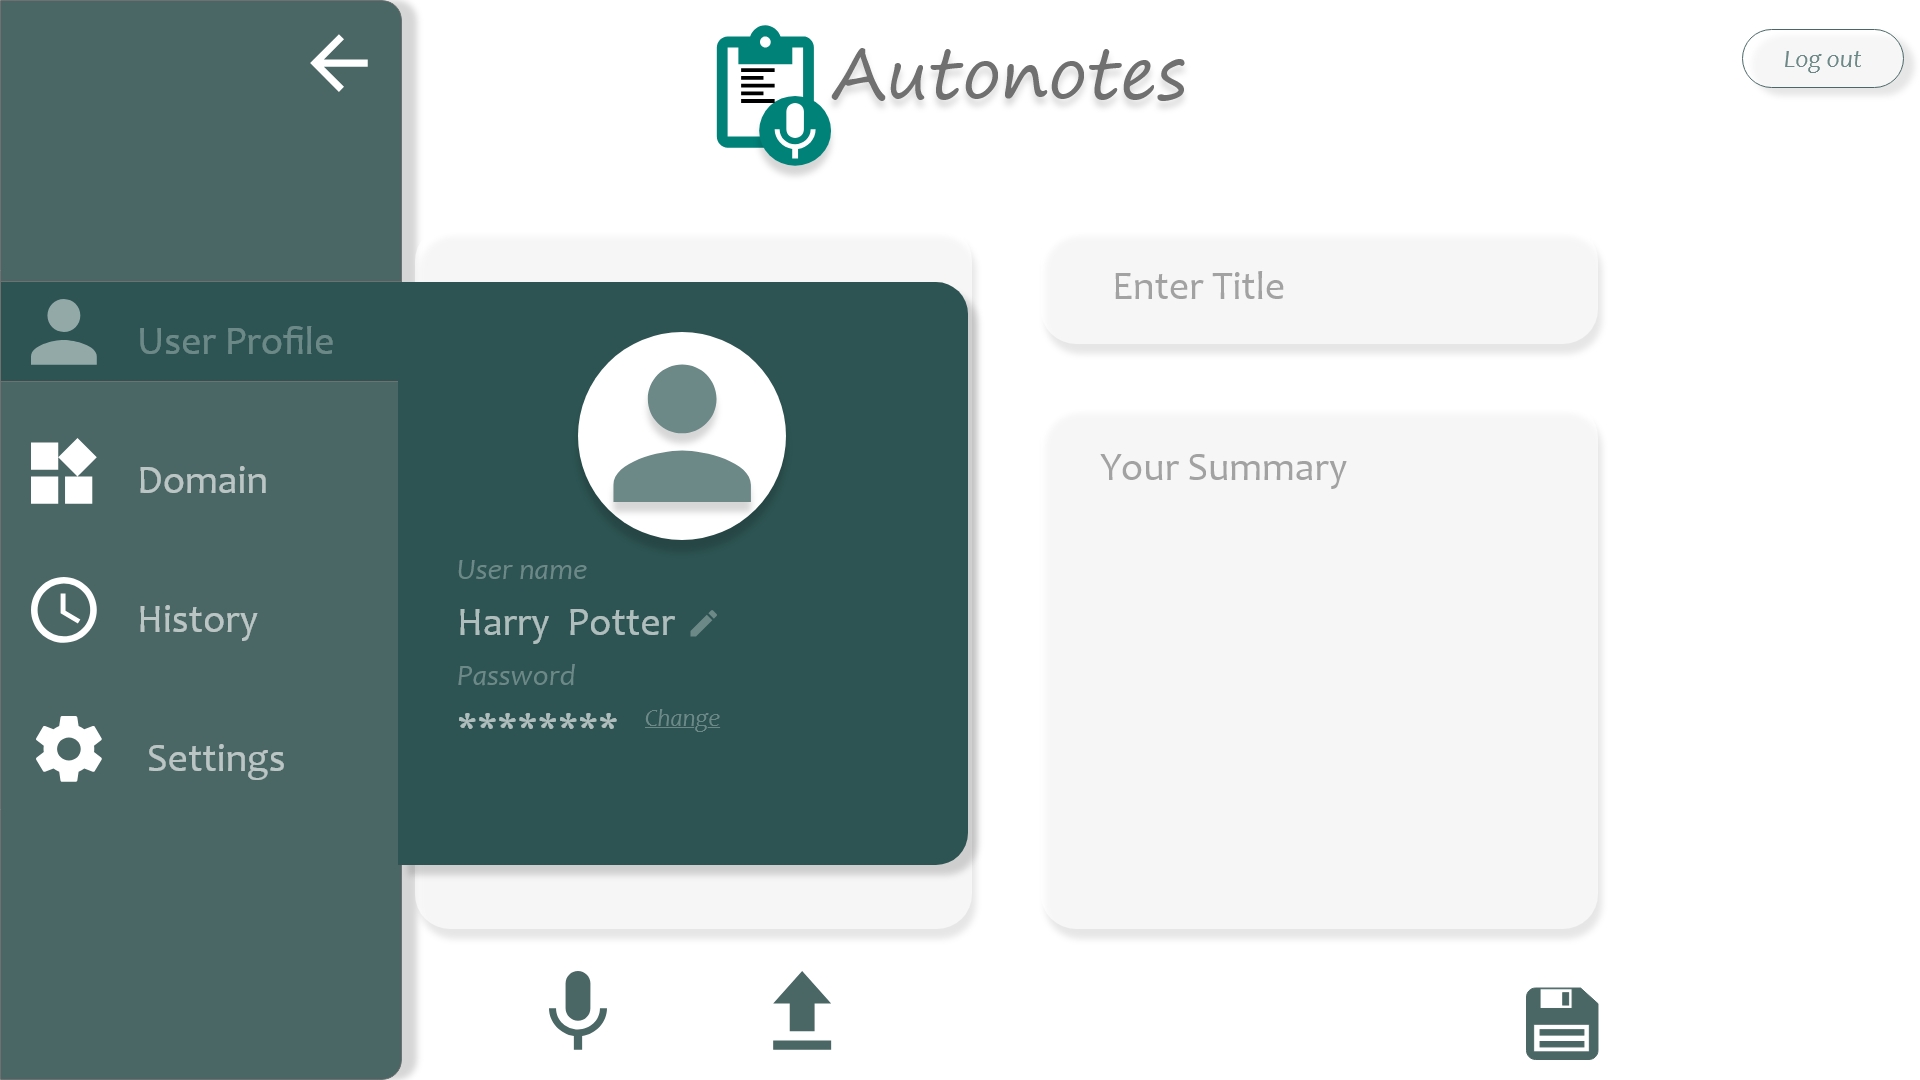 Autonotes
Log out
User Profile
Domain
History
Settings
User name
Harry Potter
Password
******** Change
Enter Title
Your Summary